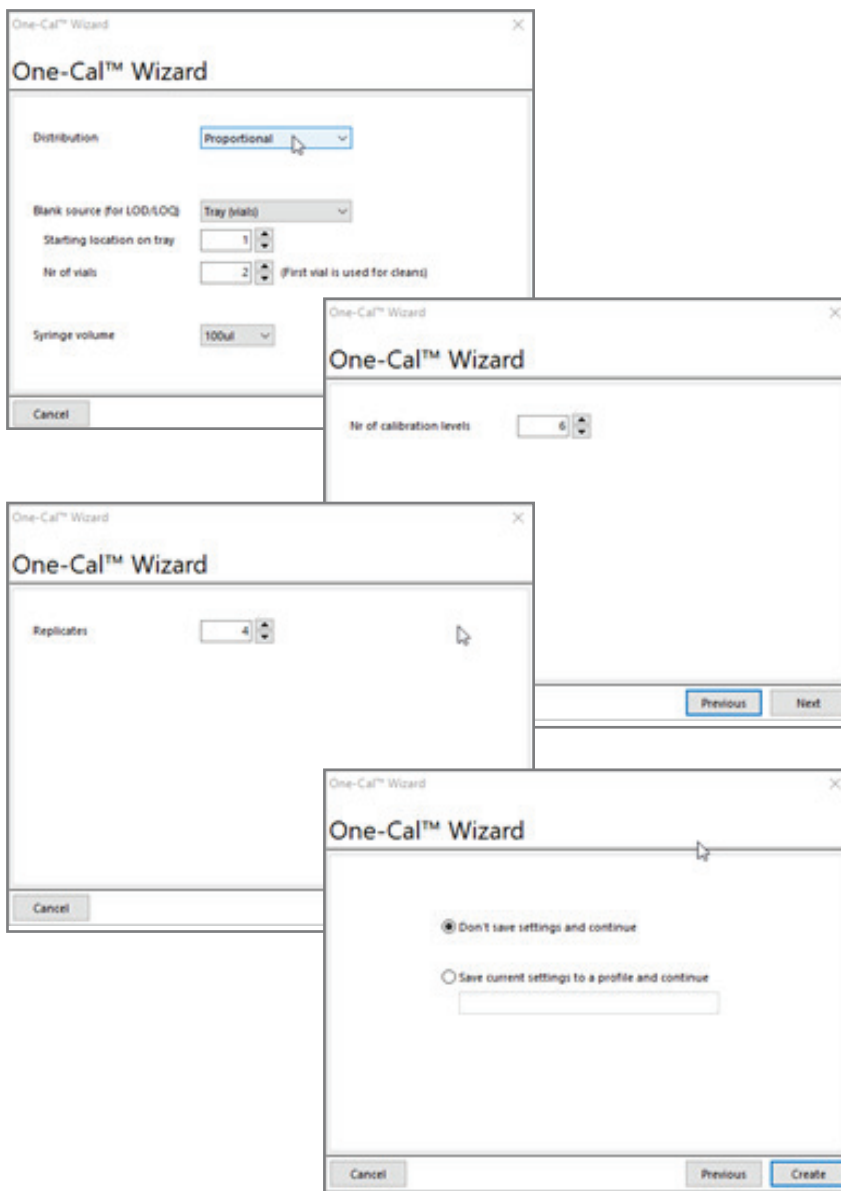 One-Cal™ Wizard
One-Cal™ Wizard
Distribution Proportional
Blank source (for LOD/LOQ) Tray (vials)
Starting location on tray 1
Nr of vials 2 (First vial is used for cleans)
Syringe volume 100ul
Cancel
One-Cal™ Wizard
One-Cal™ Wizard
Nr of calibration levels 6
Previous Next
One-Cal™ Wizard
One-Cal™ Wizard
Replicates 4
Cancel
One-Cal™ Wizard
One-Cal™ Wizard
Don't save settings and continue
Save current settings to a profile and continue
Cancel Previous Create